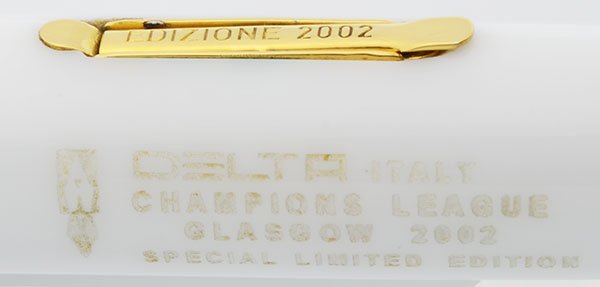 EDIZIONE 2002
DELTA ITALY
CHAMPIONS LEAGUE
GLASGOW 2002
SPECIAL LIMITED EDITION